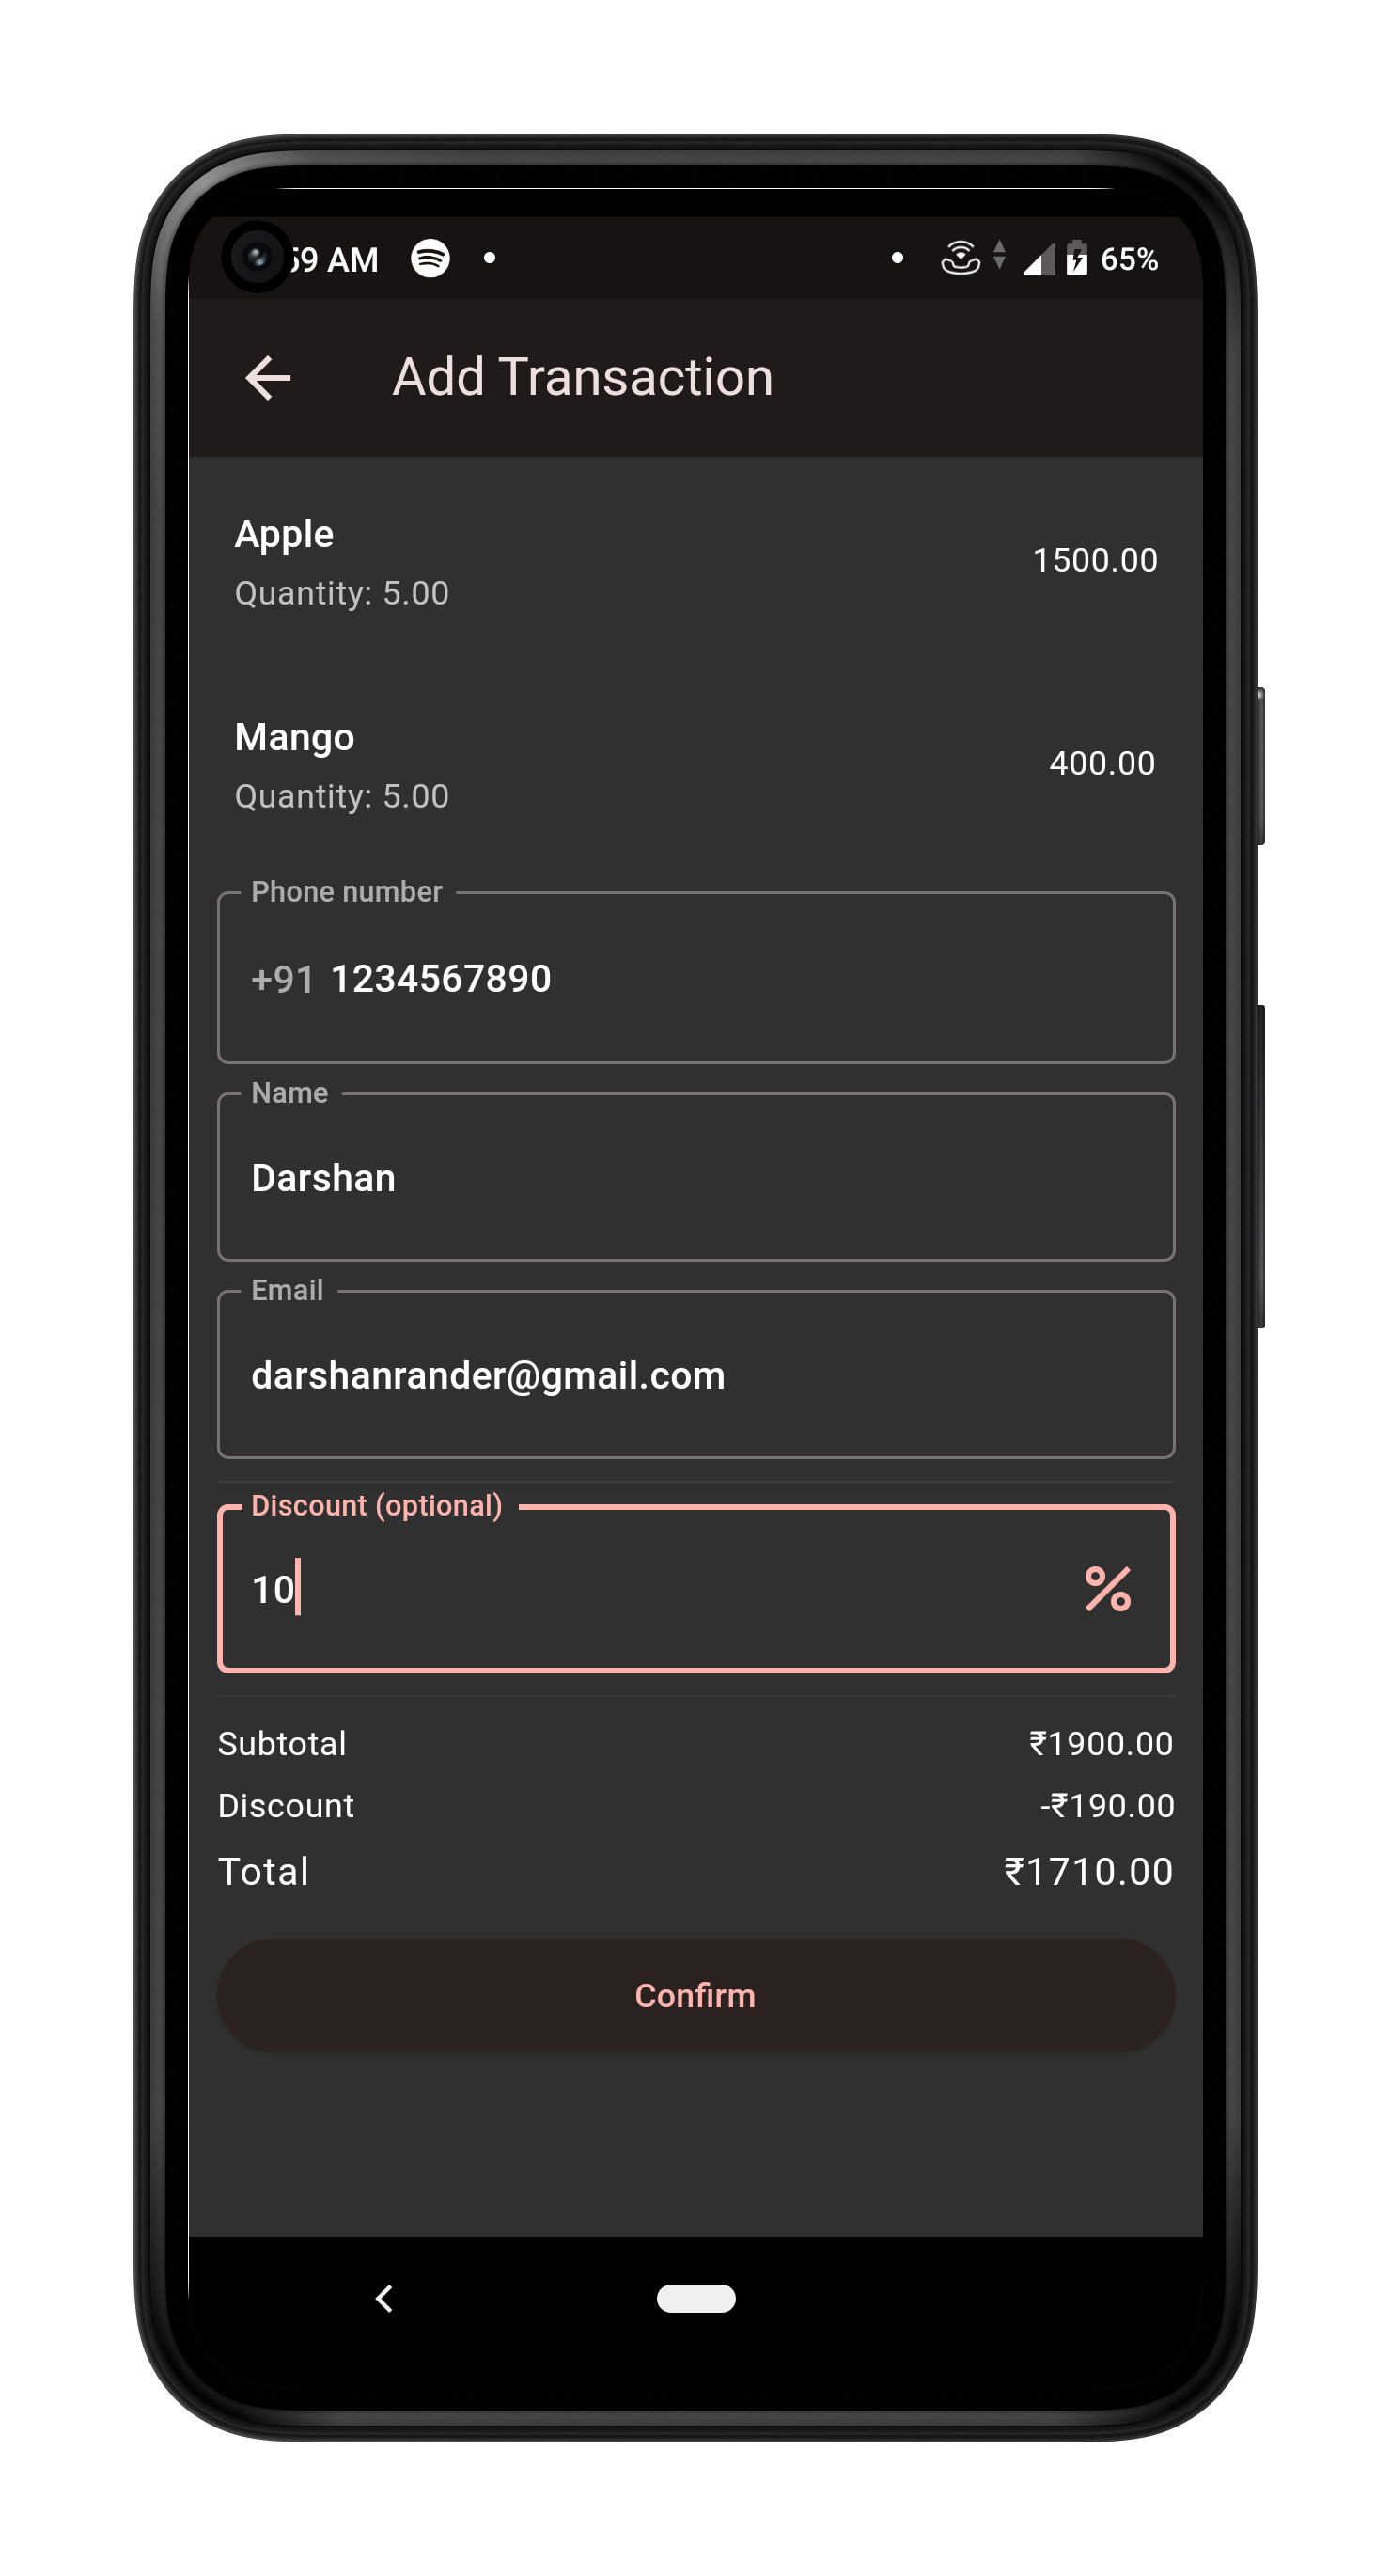 59 AM
65%
Add Transaction
Apple
1500.00
Quantity: 5.00
Mango
400.00
Quantity: 5.00
Phone number
+91 1234567890
Name
Darshan
Email
darshanrander@gmail.com
Discount (optional)
10
%
Subtotal ₹1900.00
Discount -₹190.00
Total ₹1710.00
Confirm